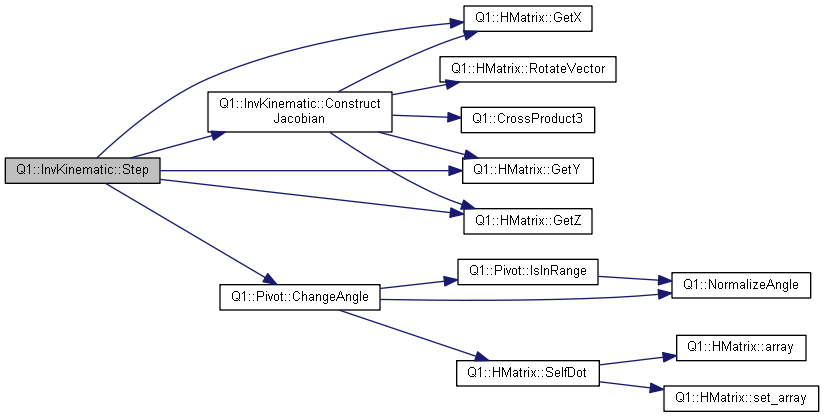 Q1::HMatrix::GetX
Q1::HMatrix::RotateVector
Q1::InvKinematic::Construct
Jacobian
Q1::CrossProduct3
Q1::InvKinematic::Step
Q1::HMatrix::GetY
Q1::HMatrix::GetZ
Q1::Pivot::IsInRange
Q1::NormalizeAngle
Q1::Pivot::ChangeAngle
Q1::HMatrix::array
Q1::HMatrix::SelfDot
Q1::HMatrix::set_array